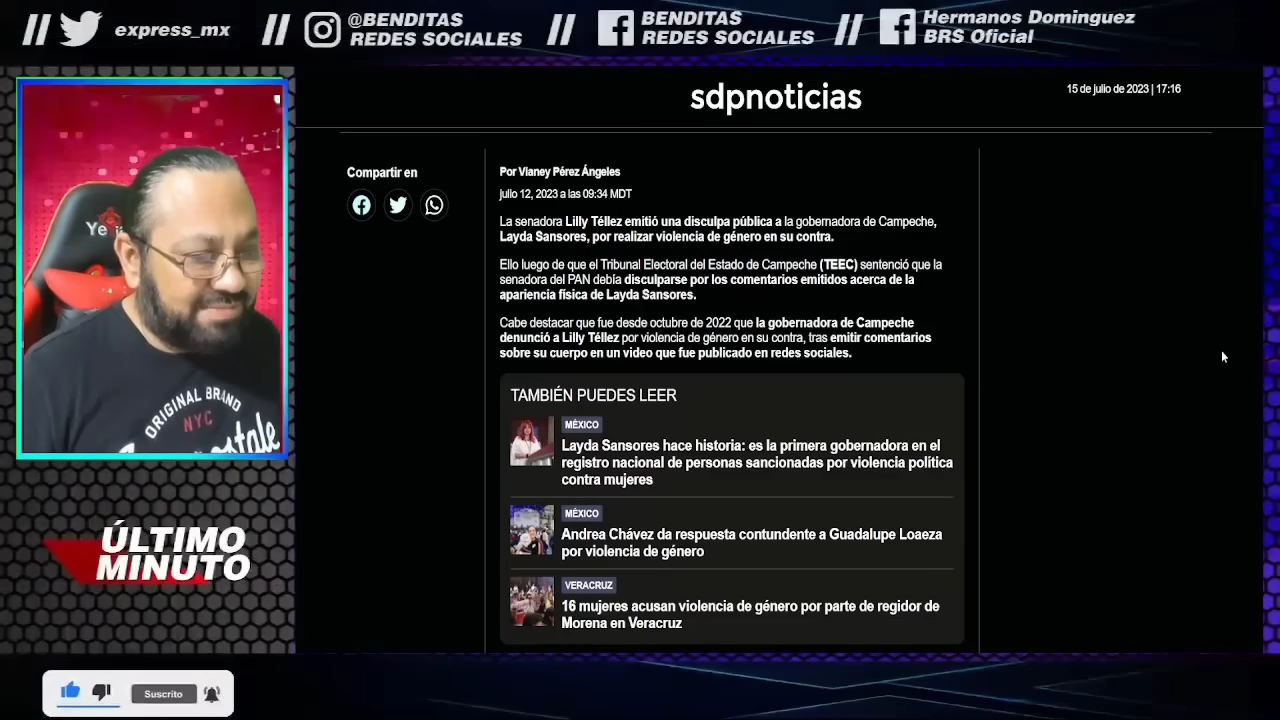 express_mx
@BENDITAS
REDES SOCIALES
BENDITAS
REDES SOCIALES
Hermanos Dominguez
BRS Oficial
sdpnoticias
15 de julio de 2023 | 17:16
Compartir en
Por Vianey Pérez Ángeles
julio 12, 2023 a las 09:34 MDT
La senadora Lilly Téllez emitió una disculpa pública a la gobernadora de Campeche,
Layda Sansores, por realizar violencia de género en su contra.
Ello luego de que el Tribunal Electoral del Estado de Campeche (TEEC) sentenció que la
senadora del PAN debía disculparse por los comentarios emitidos acerca de la
apariencia física de Layda Sansores.
Cabe destacar que fue desde octubre de 2022 que la gobernadora de Campeche
denunció a Lilly Téllez por violencia de género en su contra, tras emitir comentarios
sobre su cuerpo en un video que fue publicado en redes sociales.
TAMBIÉN PUEDES LEER
MÉXICO
Layda Sansores hace historia: es la primera gobernadora en el
registro nacional de personas sancionadas por violencia política
contra mujeres
MÉXICO
Andrea Chávez da respuesta contundente a Guadalupe Loaeza
por violencia de género
VERACRUZ
16 mujeres acusan violencia de género por parte de regidor de
Morena en Veracruz
Ye
ORIGINAL BRAND
NYC
ÚLTIMO
MINUTO
Suscrito